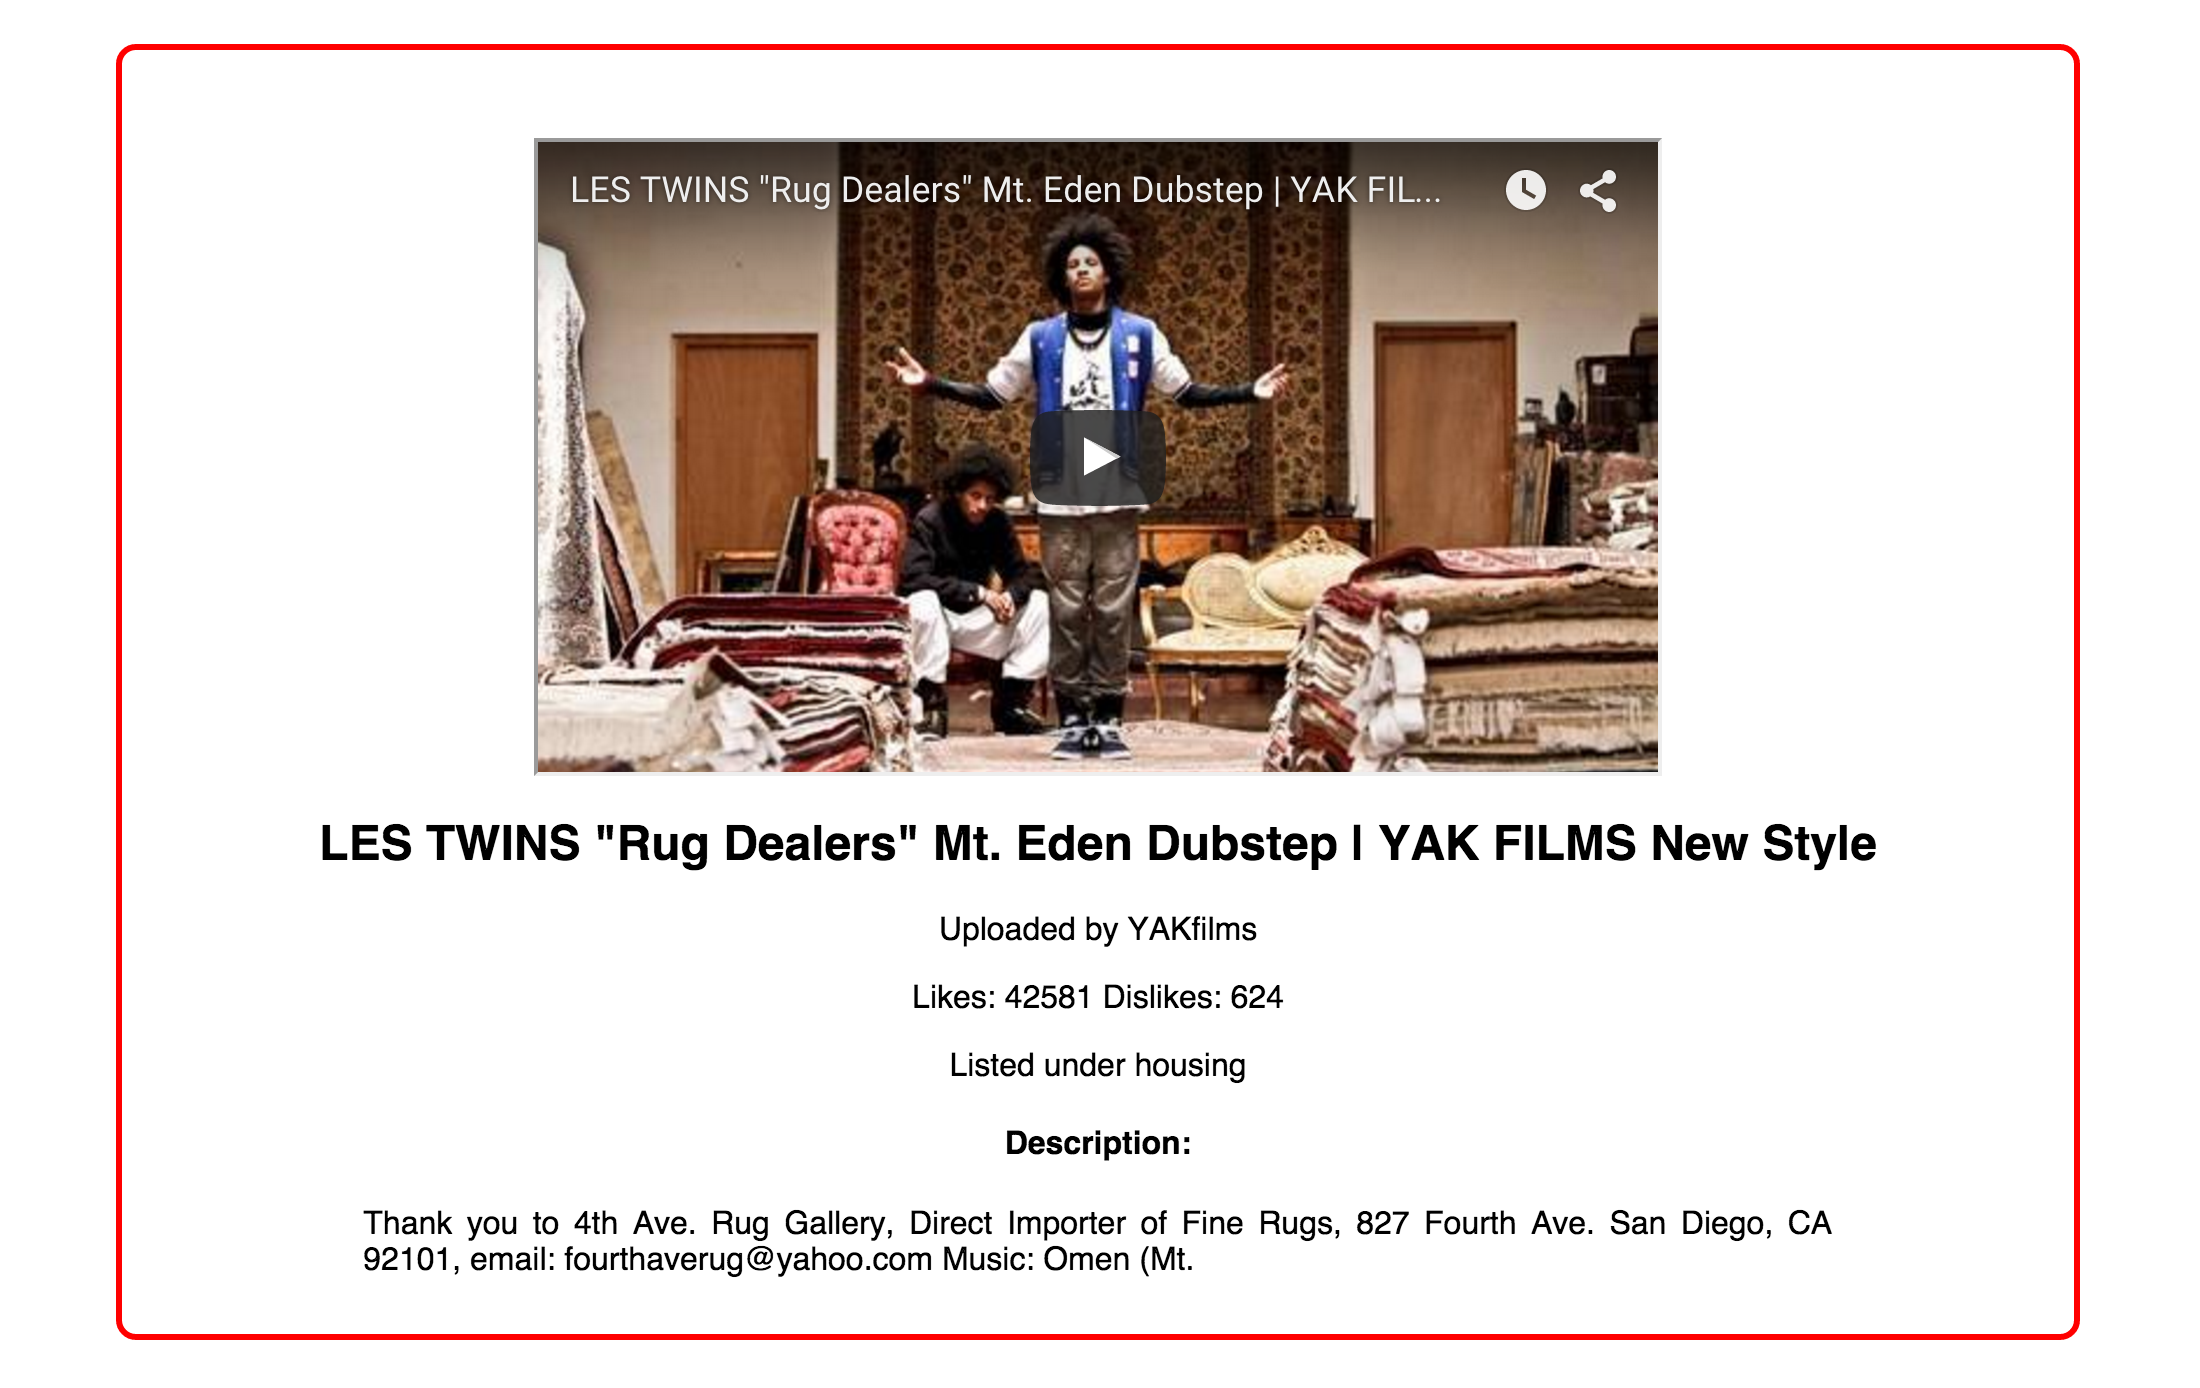 LES TWINS "Rug Dealers" Mt. Eden Dubstep | YAK FIL...
LES TWINS "Rug Dealers" Mt. Eden Dubstep | YAK FILMS New Style
Uploaded by YAKfilms
Likes: 42581 Dislikes: 624
Listed under housing
Description:
Thank you to 4th Ave. Rug Gallery, Direct Importer of Fine Rugs, 827 Fourth Ave. San Diego, CA
92101, email: fourthaverug@yahoo.com Music: Omen (Mt.